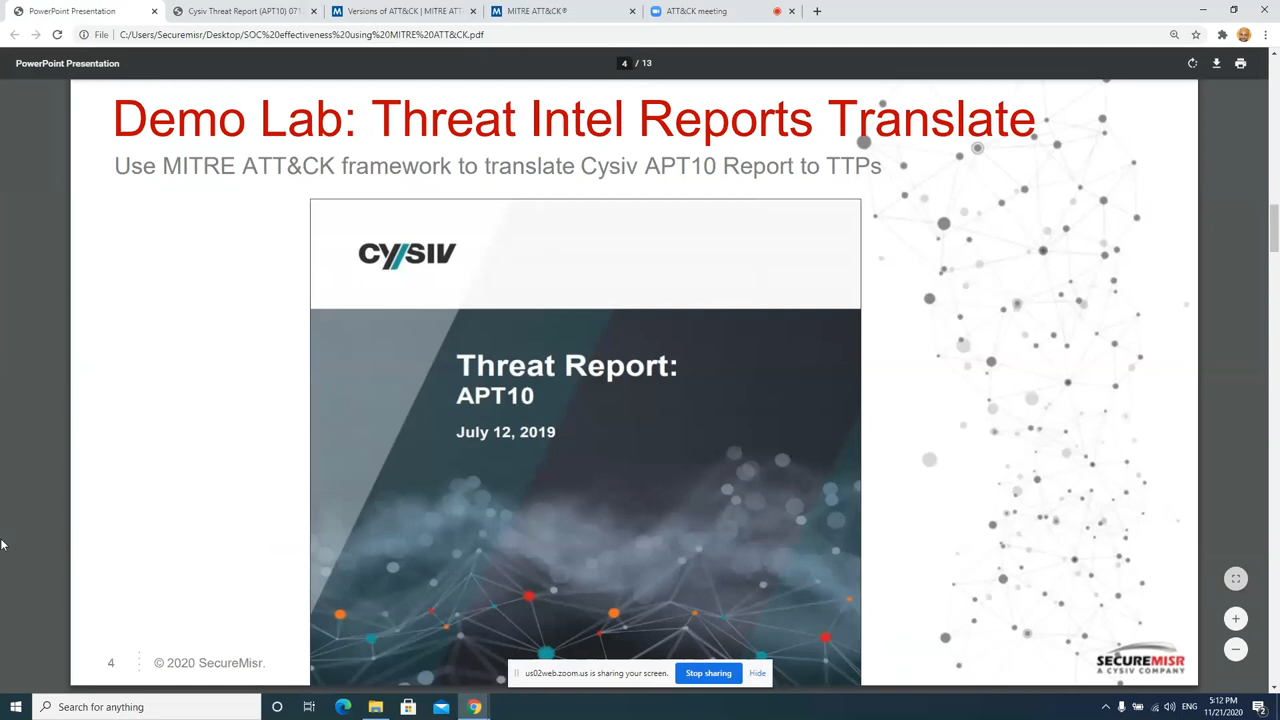 PowerPoint Presentation
Cysiv Threat Report (APT10) 071
Versions of ATT&CK | MITRE ATT
MITRE ATT&CK®
ATT&CK meeting
File
C:/Users/Securemisr/Desktop/SOC%20effectiveness%20using%20MITRE%20ATT&CK.pdf
PowerPoint Presentation
4 / 13
Demo Lab: Threat Intel Reports Translate
Use MITRE ATT&CK framework to translate Cysiv APT10 Report to TTPs
CYSIV
Threat Report:
APT10
July 12, 2019
4
© 2020 SecureMisr.
us02web.zoom.us is sharing your screen.
Stop sharing
Hide
SECUREMISR
A CYSIV COMPANY
Search for anything
ENG
5:12 PM
11/21/2020
2